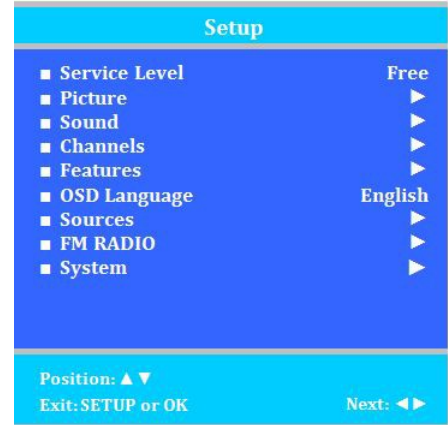 Setup
■ Service Level Free
■ Picture ▶
■ Sound ▶
■ Channels ▶
■ Features ▶
■ OSD Language English
■ Sources ▶
■ FM RADIO ▶
■ System ▶
Position: ▲ ▼
Exit: SETUP or OK Next: ◀ ▶